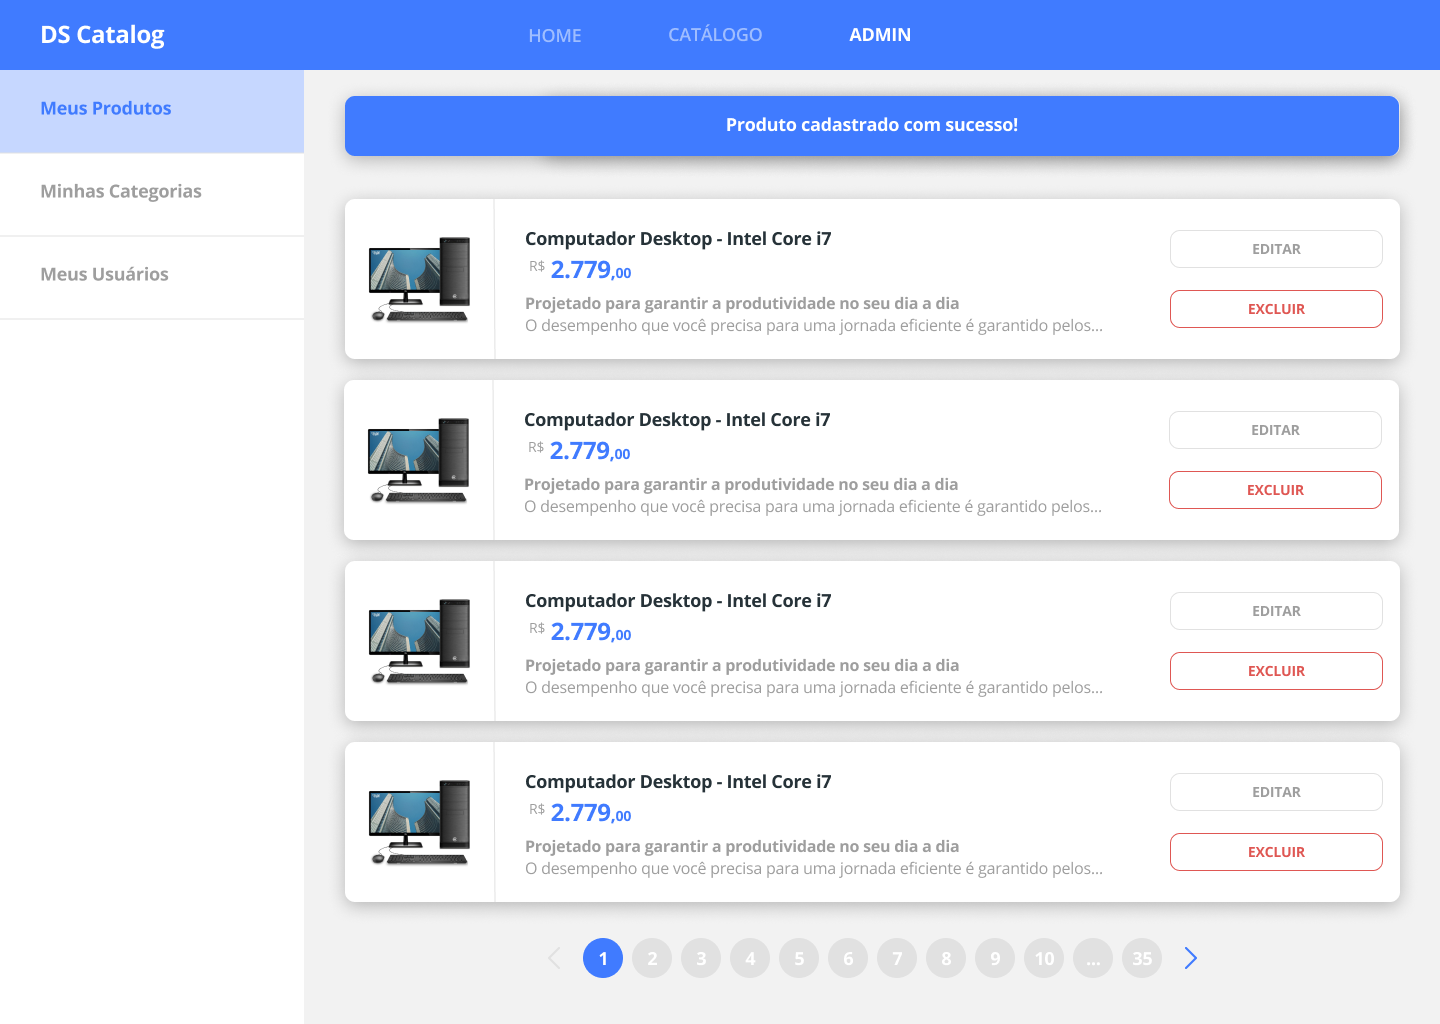 DS Catalog
HOME
CATÁLOGO
ADMIN
Meus Produtos
Minhas Categorias
Meus Usuários
Produto cadastrado com sucesso!
Computador Desktop - Intel Core i7
R$ 2.779,00
Projetado para garantir a produtividade no seu dia a dia
O desempenho que você precisa para uma jornada eficiente é garantido pelos...
EDITAR
EXCLUIR
Computador Desktop - Intel Core i7
R$ 2.779,00
Projetado para garantir a produtividade no seu dia a dia
O desempenho que você precisa para uma jornada eficiente é garantido pelos...
EDITAR
EXCLUIR
Computador Desktop - Intel Core i7
R$ 2.779,00
Projetado para garantir a produtividade no seu dia a dia
O desempenho que você precisa para uma jornada eficiente é garantido pelos...
EDITAR
EXCLUIR
Computador Desktop - Intel Core i7
R$ 2.779,00
Projetado para garantir a produtividade no seu dia a dia
O desempenho que você precisa para uma jornada eficiente é garantido pelos...
EDITAR
EXCLUIR
1 2 3 4 5 6 7 8 9 10 ... 35